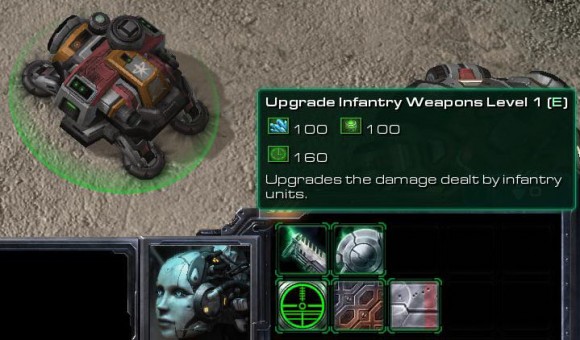 Upgrade Infantry Weapons Level 1 (E)
100 100
160
Upgrades the damage dealt by infantry
units.